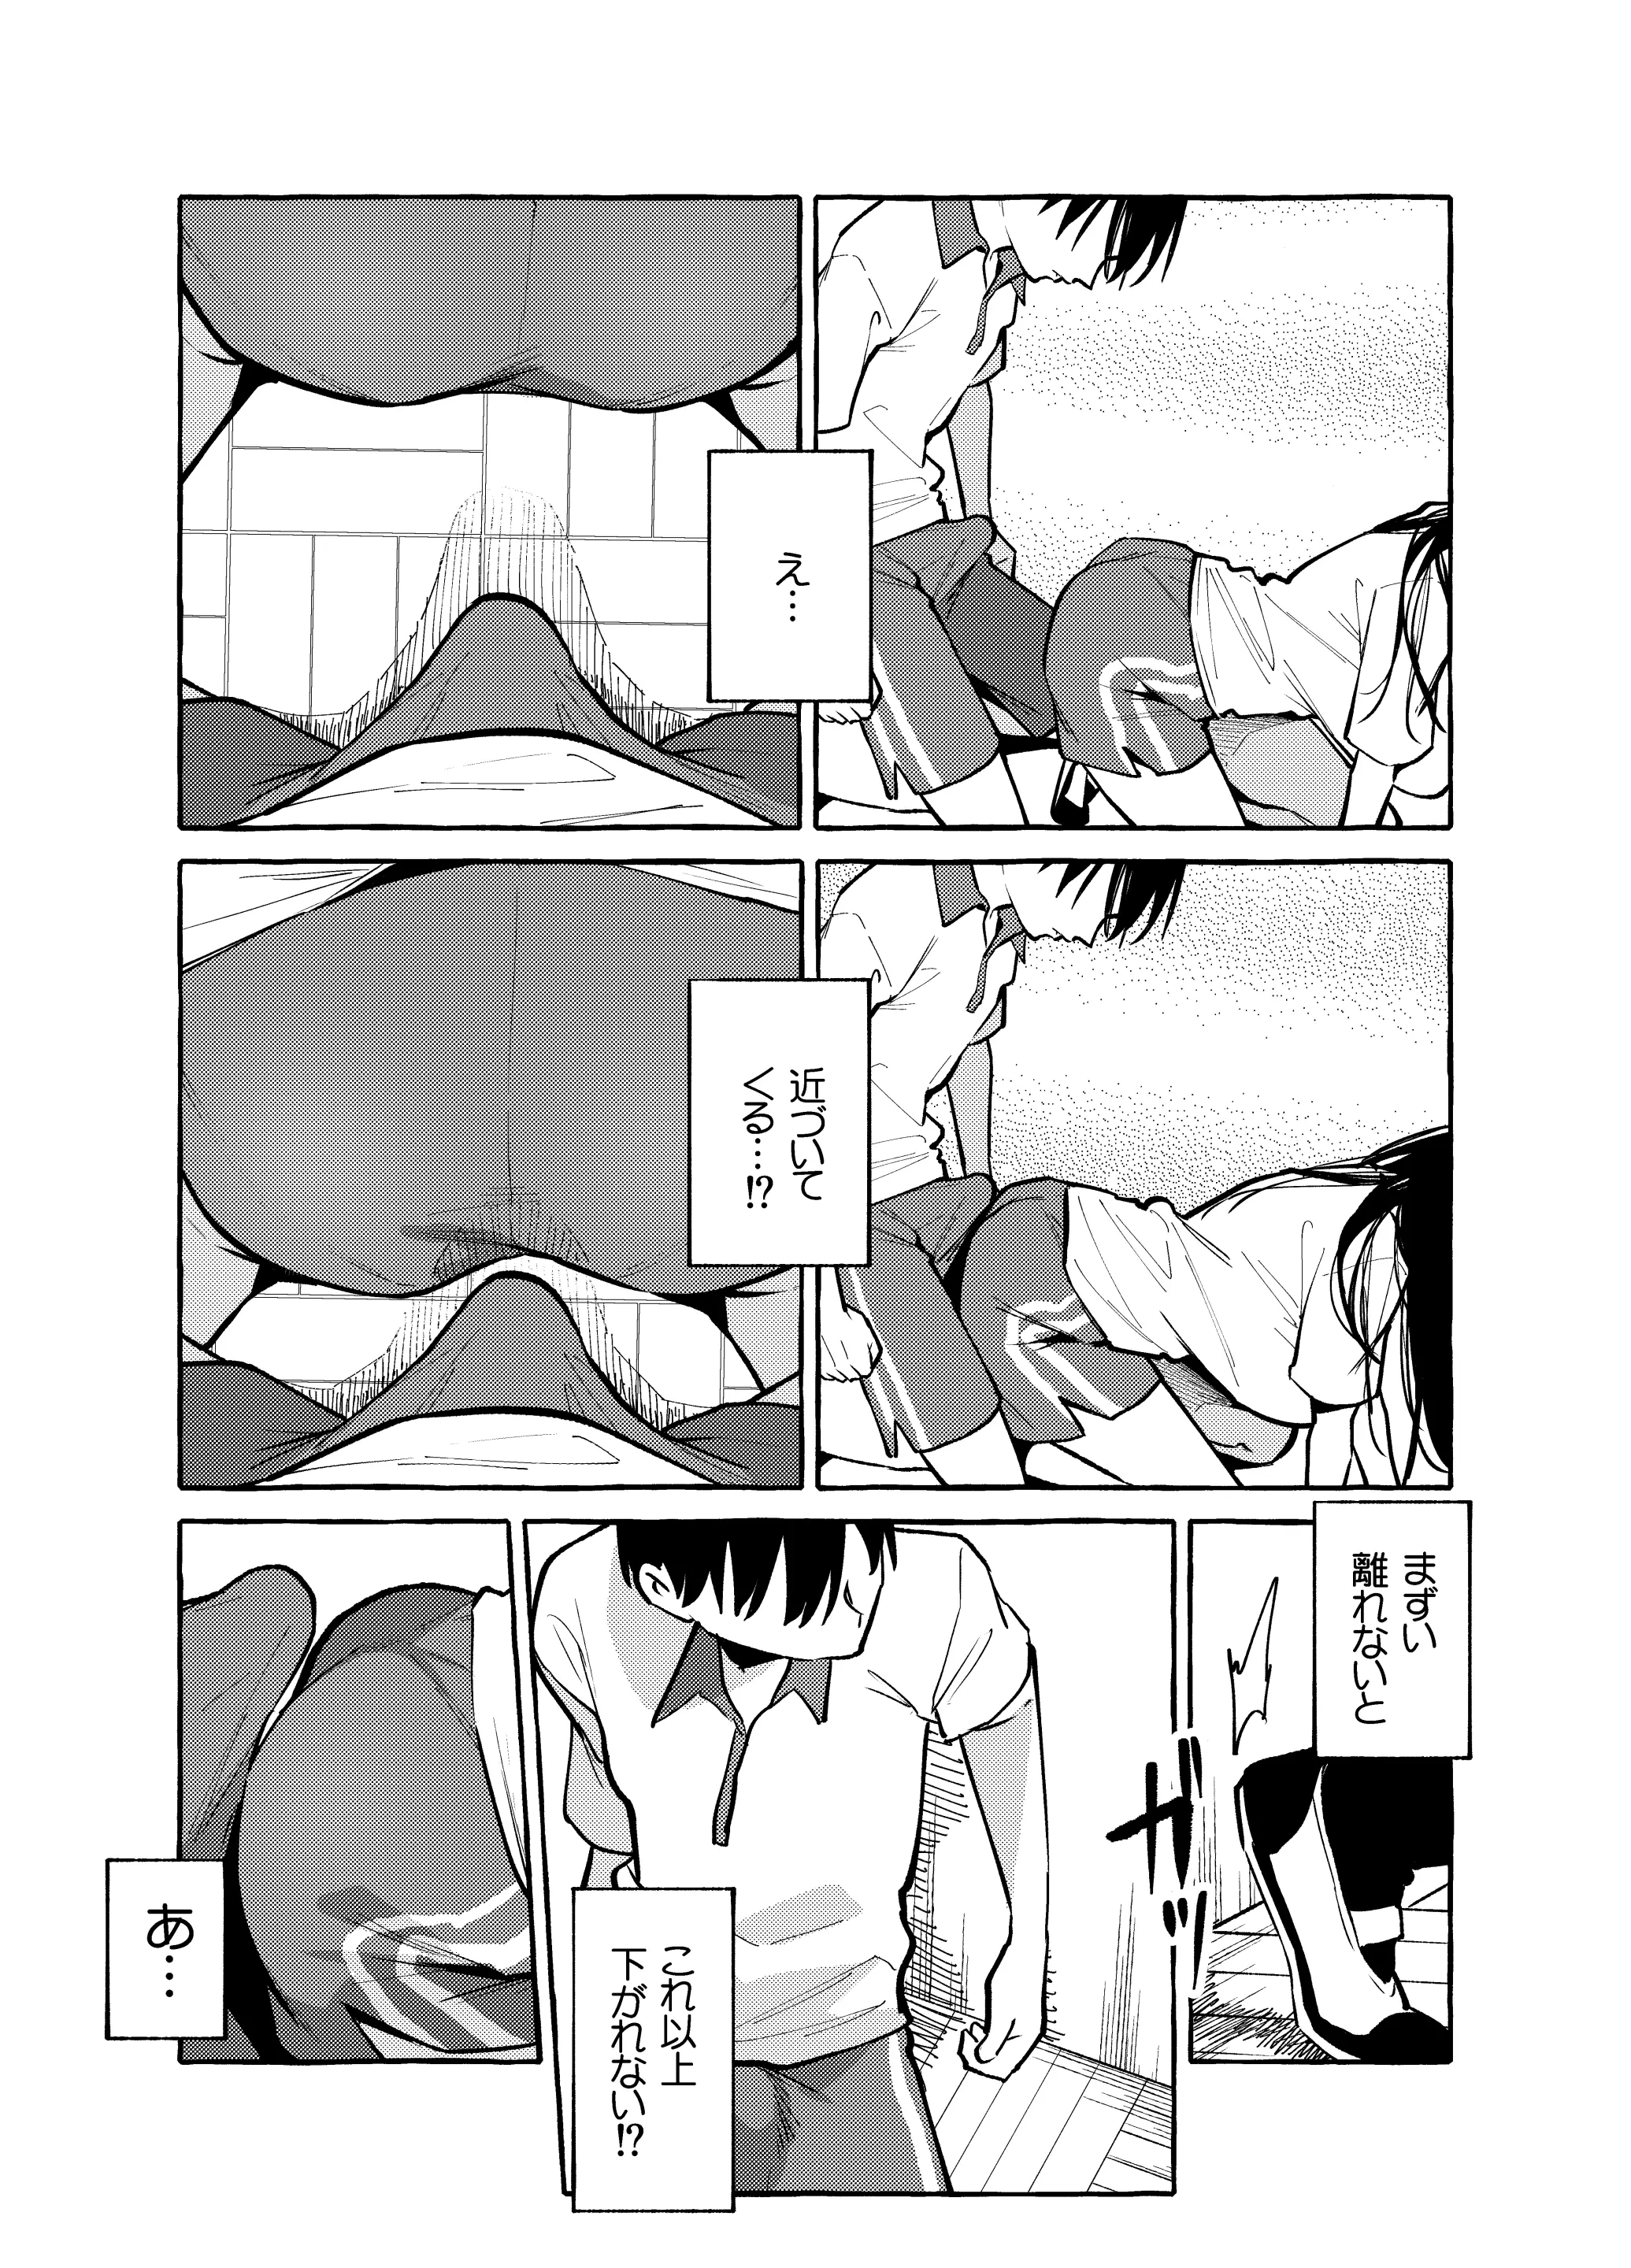 え…
近づいて
くる…!?
まずい
離れないと
ガッ
これ以上
下がれない!?
あ…